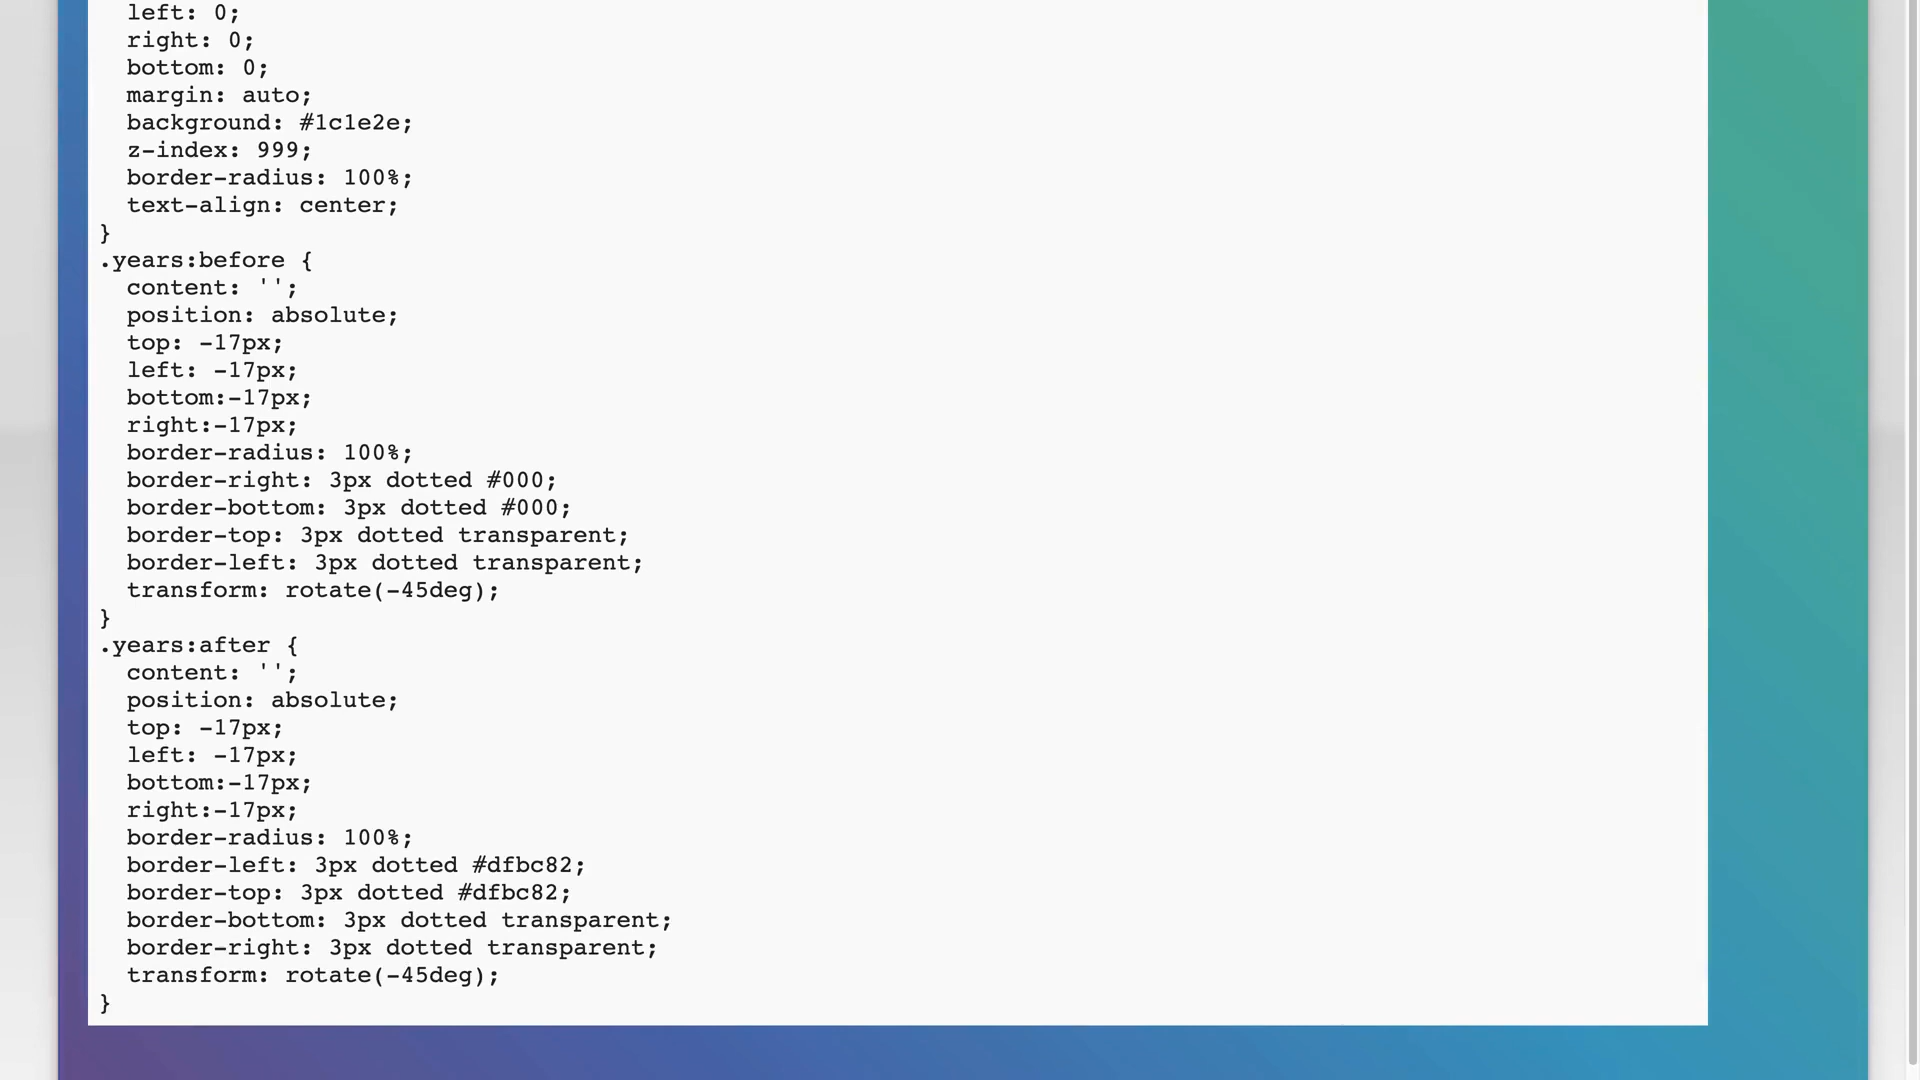 left: 0;
right: 0;
bottom: 0;
margin: auto;
background: #1c1e2e;
z-index: 999;
border-radius: 100%;
text-align: center;
}
.years:before {
content: '';
position: absolute;
top: -17px;
left: -17px;
bottom:-17px;
right:-17px;
border-radius: 100%;
border-right: 3px dotted #000;
border-bottom: 3px dotted #000;
border-top: 3px dotted transparent;
border-left: 3px dotted transparent;
transform: rotate(-45deg);
}
.years:after {
content: '';
position: absolute;
top: -17px;
left: -17px;
bottom:-17px;
right:-17px;
border-radius: 100%;
border-left: 3px dotted #dfbc82;
border-top: 3px dotted #dfbc82;
border-bottom: 3px dotted transparent;
border-right: 3px dotted transparent;
transform: rotate(-45deg);
}